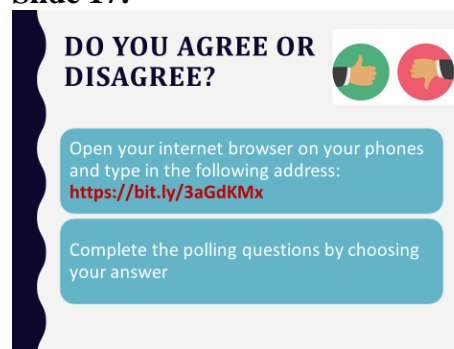 Slide 17:
DO YOU AGREE OR
DISAGREE?
Open your internet browser on your phones
and type in the following address:
https://bit.ly/3aGdKMx
Complete the polling questions by choosing
your answer